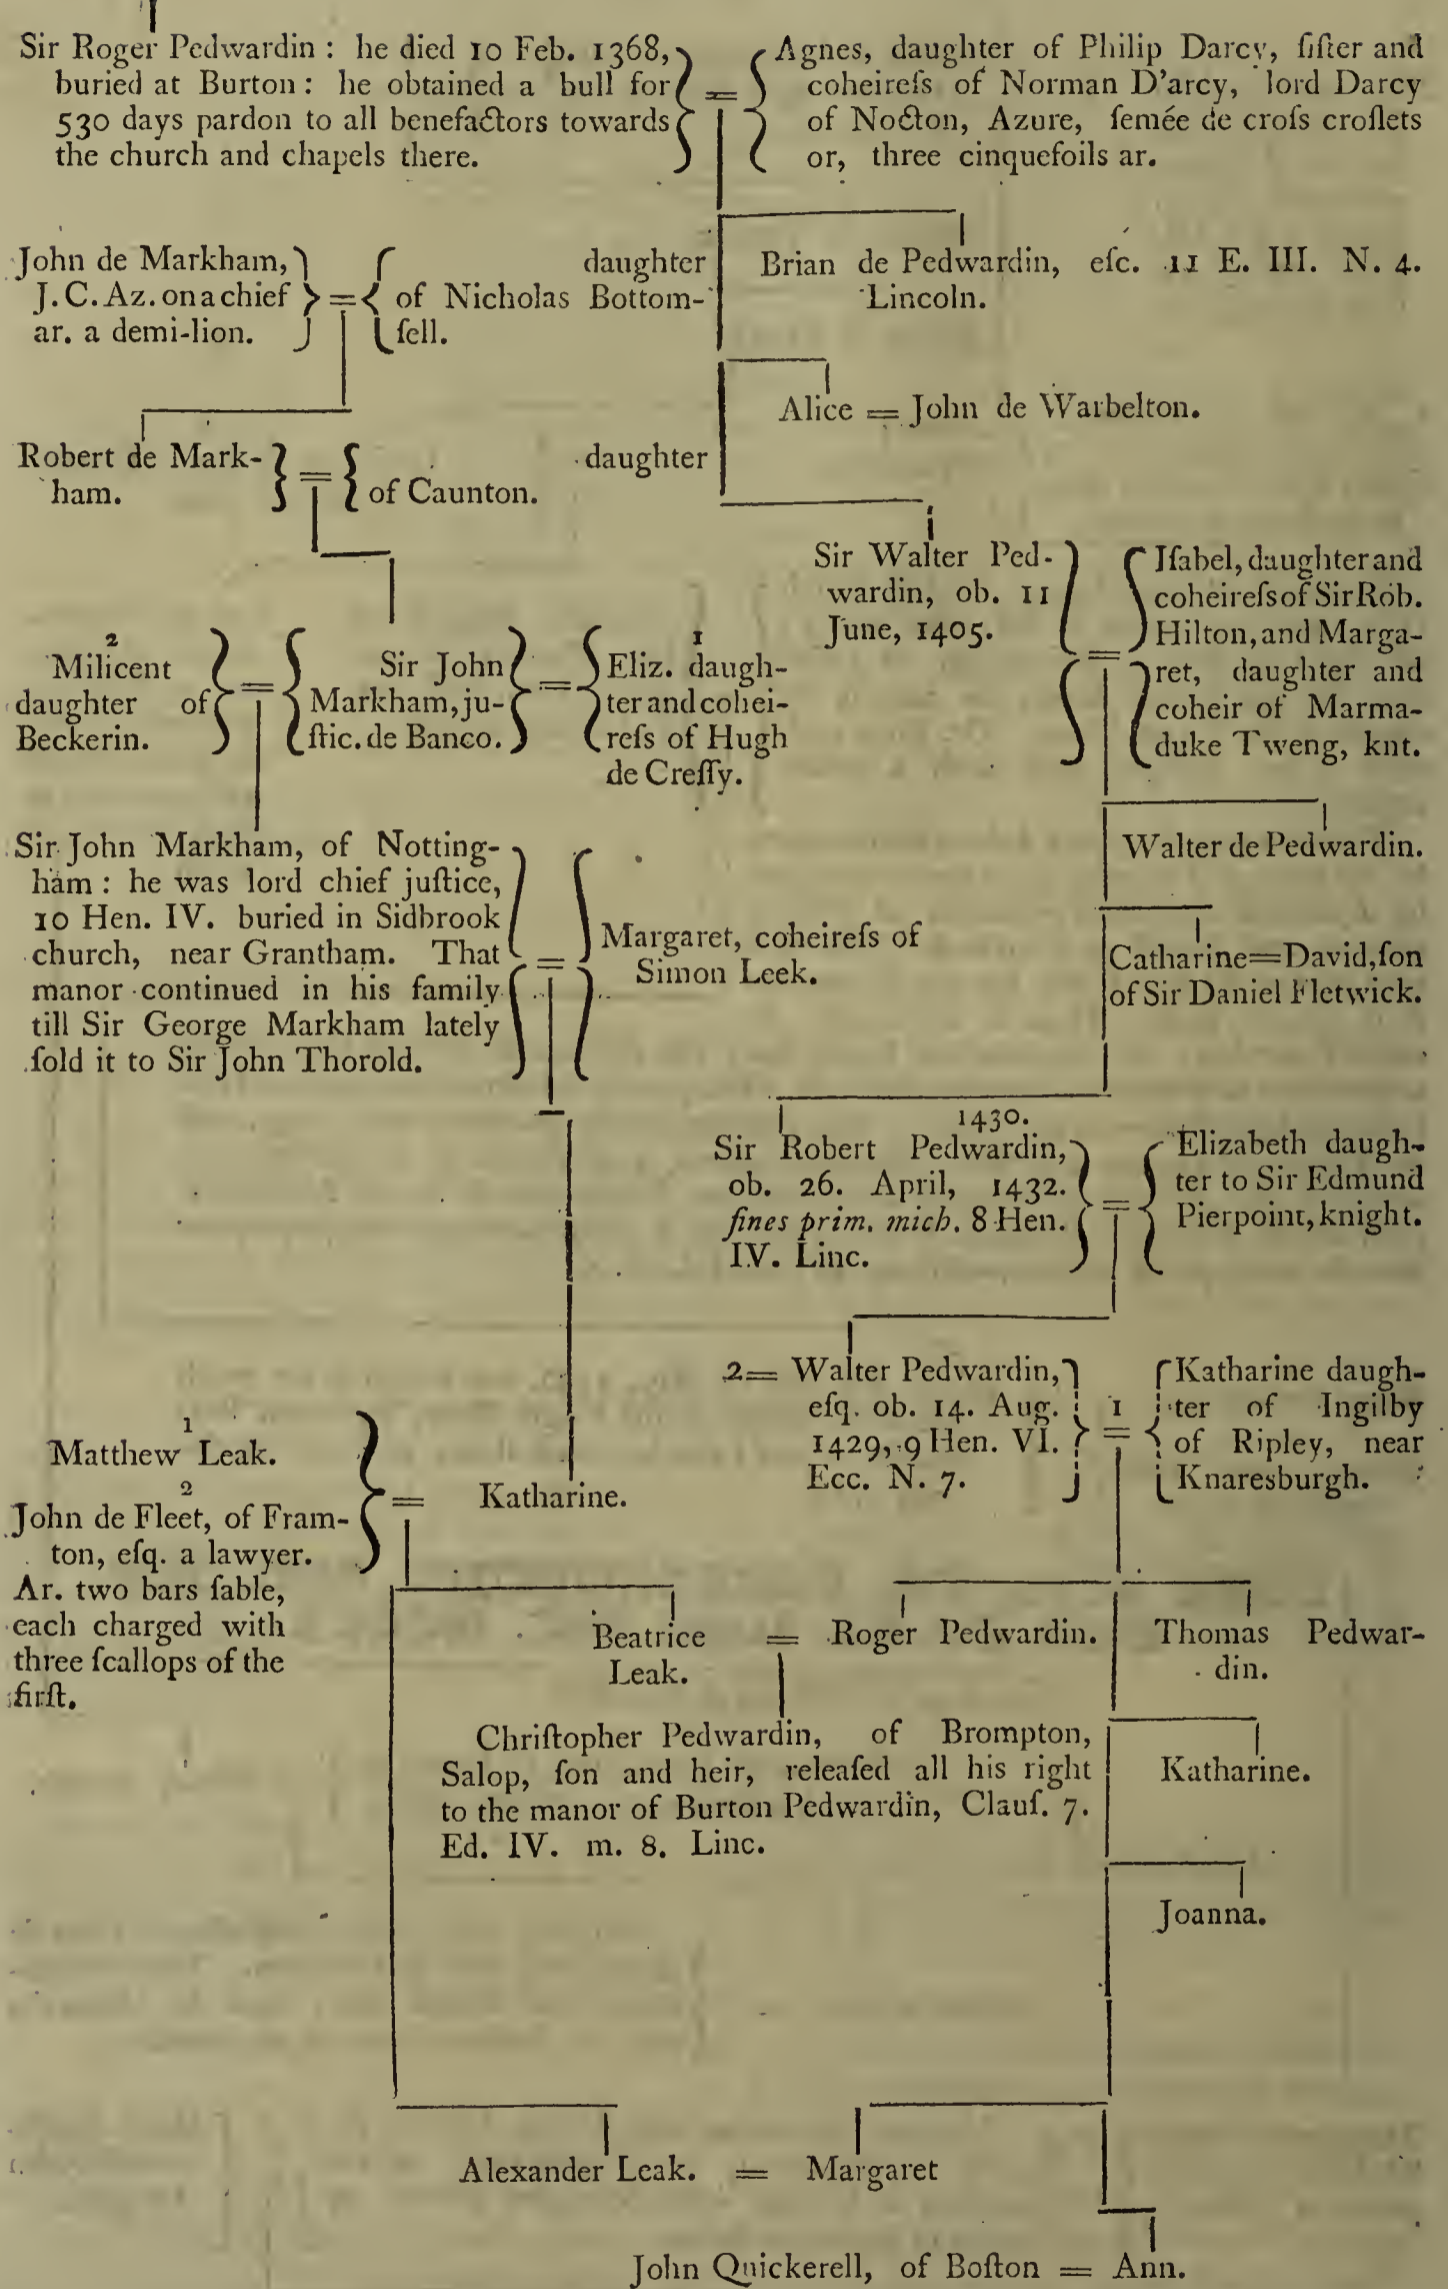 Sir Roger Pedwardin : he died 10 Feb. 1368,
buried at Burton : he obtained a bull for
530 days pardon to all benefactors towards
the church and chapels there.
=
Agnes, daughter of Philip Darcy, ſiſter and
coheireſs of Norman D'arcy, lord Darcy
of Nocton, Azure, ſemée de croſs croſlets
or, three cinquefoils ar.
John de Markham,
J. C. Az. on a chief
ar. a demi-lion.
=
daughter
of Nicholas Bottom-
ſell.
Brian de Pedwardin, eſc. 11 E. III. N. 4.
Lincoln.
Alice = John de Warbelton.
Robert de Mark-
ham.
=
daughter
of Caunton.
Sir Walter Ped-
wardin, ob. 11
June, 1405.
=
Iſabel, daughter and
coheireſs of Sir Rob.
Hilton, and Marga-
ret, daughter and
coheir of Marma-
duke Tweng, knt.
2
Milicent
daughter of
Beckerin.
=
Sir John
Markham, ju-
ſtic. de Banco.
=
1
Eliz. daugh-
ter and cohei-
reſs of Hugh
de Creſſy.
Walter de Pedwardin.
Sir John Markham, of Notting-
ham : he was lord chief juſtice,
10 Hen. IV. buried in Sidbrook
church, near Grantham. That
manor continued in his family
till Sir George Markham lately
ſold it to Sir John Thorold.
=
Margaret, coheireſs of
Simon Leek.
Catharine=David, ſon
of Sir Daniel Fletwick.
1430.
Sir Robert Pedwardin,
ob. 26. April, 1432.
fines prim. mich. 8 Hen.
IV. Linc.
=
Elizabeth daugh-
ter to Sir Edmund
Pierpoint, knight.
2= Walter Pedwardin,
eſq. ob. 14. Aug.
1429, 9 Hen. VI.
Ecc. N. 7.
1
=
Katharine daugh-
ter of Ingilby
of Ripley, near
Knaresburgh.
1
Matthew Leak.
2
John de Fleet, of Fram-
ton, eſq. a lawyer.
Ar. two bars ſable,
each charged with
three ſcallops of the
firſt.
= Katharine.
Beatrice
Leak.
= Roger Pedwardin.
Thomas Pedwar-
din.
Chriſtopher Pedwardin, of Brompton,
Salop, ſon and heir, releaſed all his right
to the manor of Burton Pedwardin, Clauſ. 7.
Ed. IV. m. 8. Linc.
Katharine.
Joanna.
Alexander Leak. = Margaret
John Quickerell, of Boſton = Ann.